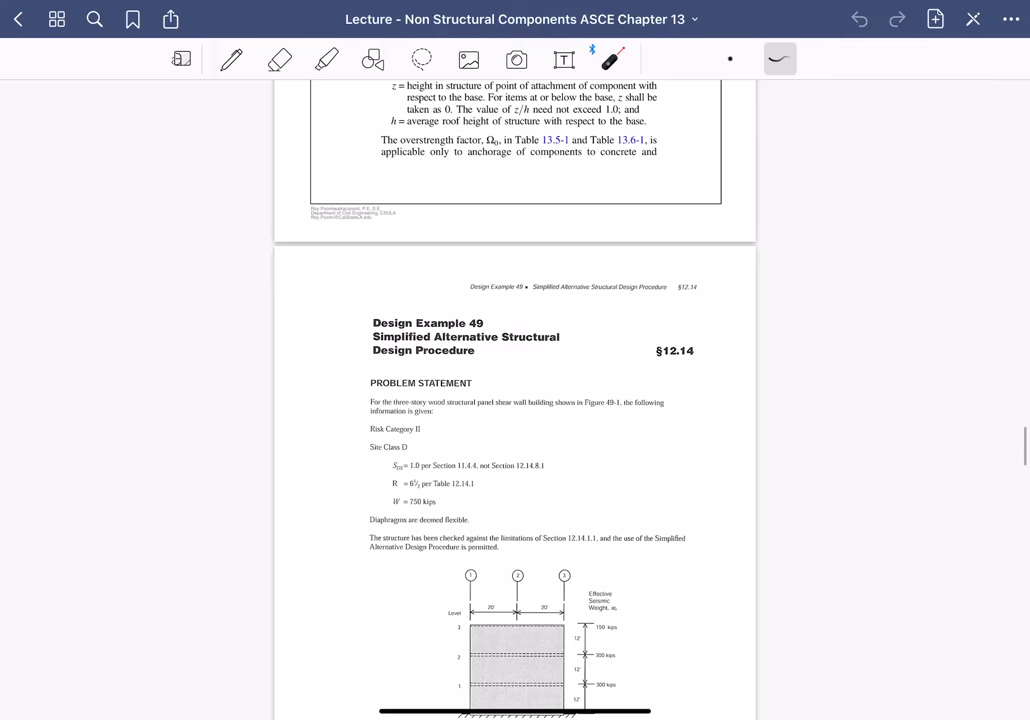 Lecture - Non Structural Components ASCE Chapter 13
T
z = height in structure of point of attachment of component with
respect to the base. For items at or below the base, z shall be
taken as 0. The value of z/h need not exceed 1.0; and
h = average roof height of structure with respect to the base.
The overstrength factor, Ω0, in Table 13.5-1 and Table 13.6-1, is
applicable only to anchorage of components to concrete and
Department of Civil Engineering, CSULA
Design Example 49 ■ Simplified Alternative Structural Design Procedure §12.14
Design Example 49
Simplified Alternative Structural
Design Procedure §12.14
PROBLEM STATEMENT
For the three-story wood structural panel shear wall building shown in Figure 49-1, the following
information is given:
Risk Category II
Site Class D
SDS = 1.0 per Section 11.4.4, not Section 12.14.8.1
R = 6½ per Table 12.14.1
W = 750 kips
Diaphragms are deemed flexible.
The structure has been checked against the limitations of Section 12.14.1.1, and the use of the Simplified
Alternative Design Procedure is permitted.
1 2 3
Effective
Seismic
Weight, wi
20' 20'
Level
3 150 kips
12'
2 300 kips
12'
1 300 kips
12'